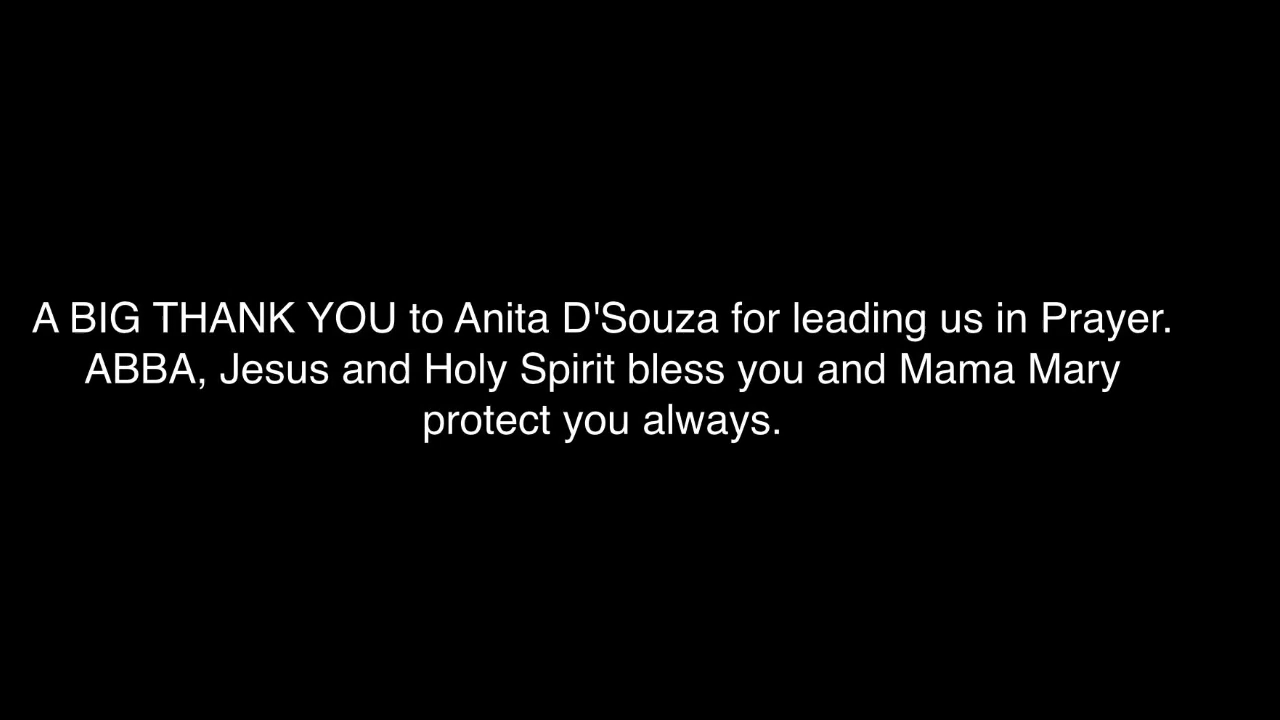 A BIG THANK YOU to Anita D'Souza for leading us in Prayer.
ABBA, Jesus and Holy Spirit bless you and Mama Mary
protect you always.